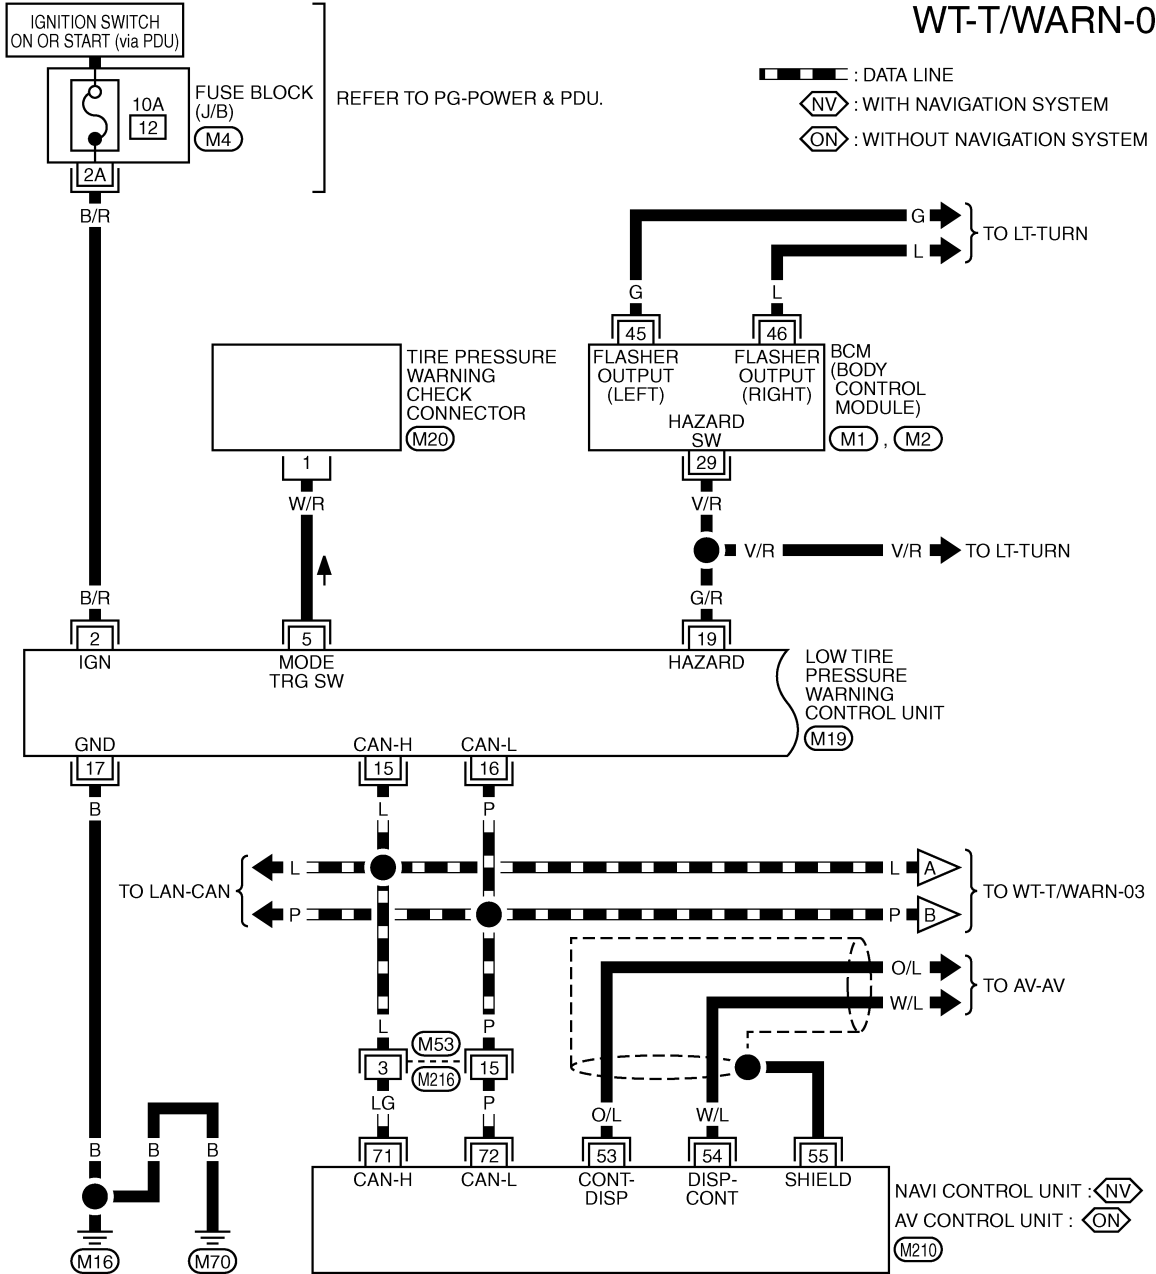 WT-T/WARN-0
IGNITION SWITCH
ON OR START (via PDU)
10A
12
FUSE BLOCK
(J/B)
M4
REFER TO PG-POWER & PDU.
: DATA LINE
NV : WITH NAVIGATION SYSTEM
ON : WITHOUT NAVIGATION SYSTEM
2A
B/R
G
L
TO LT-TURN
G
L
45
46
FLASHER
OUTPUT
(LEFT)
FLASHER
OUTPUT
(RIGHT)
HAZARD
SW
BCM
(BODY
CONTROL
MODULE)
M1 , M2
TIRE PRESSURE
WARNING
CHECK
CONNECTOR
M20
1
W/R
29
V/R
V/R
V/R
TO LT-TURN
B/R
G/R
2
5
19
IGN
MODE
TRG SW
HAZARD
LOW TIRE
PRESSURE
WARNING
CONTROL UNIT
M19
GND
CAN-H
CAN-L
17
15
16
B
L
P
TO LAN-CAN
L
P
L
A
P
B
TO WT-T/WARN-03
O/L
W/L
TO AV-AV
L
P
M53
M216
3
15
LG
P
O/L
W/L
B
B
B
71
72
53
54
55
CAN-H
CAN-L
CONT-
DISP
DISP-
CONT
SHIELD
NAVI CONTROL UNIT : NV
AV CONTROL UNIT : ON
M210
M16
M70